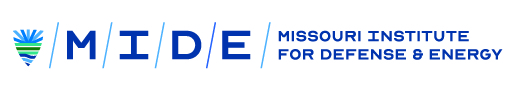 M/I/D/E/
MISSOURI INSTITUTE
FOR DEFENSE & ENERGY